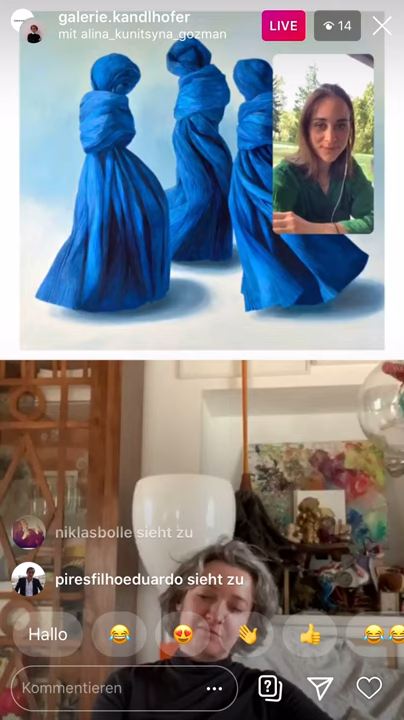 galerie.kandlhofer
mit alina_kunitsyna_gozman
LIVE
14
niklasbolle sieht zu
piresfilhoeduardo sieht zu
Hallo
Kommentieren